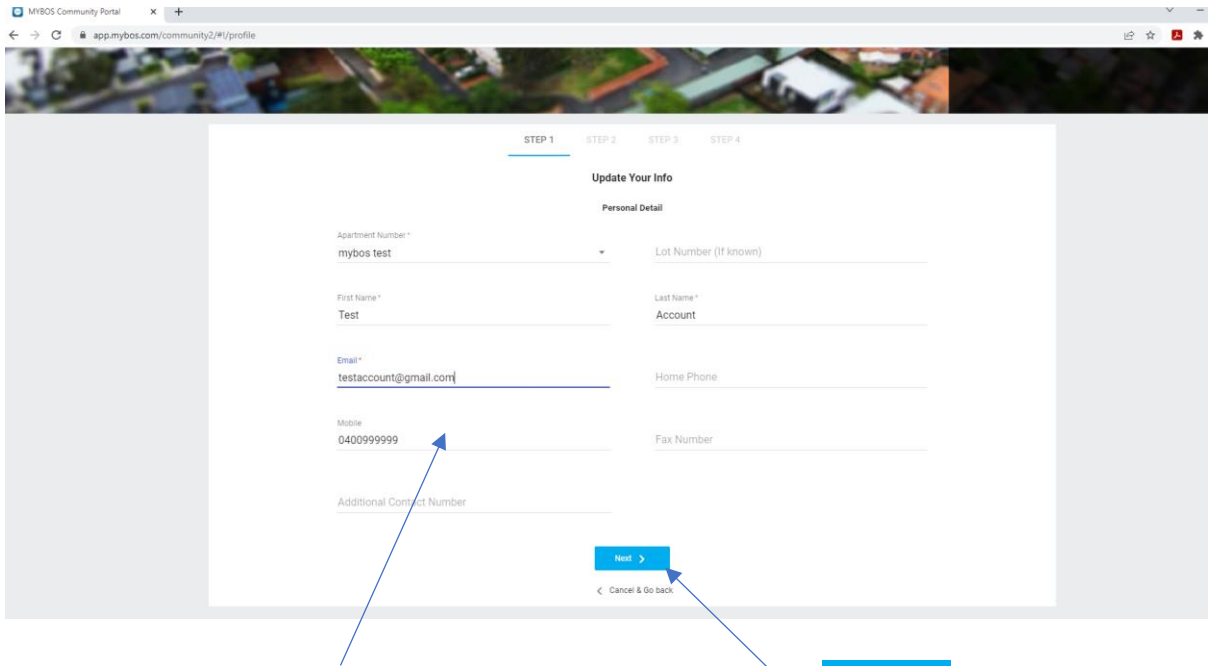 MYBOS Community Portal
app.mybos.com/community2/#!/profile
STEP 1 STEP 2 STEP 3 STEP 4
Update Your Info
Personal Detail
Apartment Number *
mybos test
Lot Number (If known)
First Name * Last Name *
Test Account
Email *
testaccount@gmail.com
Home Phone
Mobile
0400999999
Fax Number
Additional Contact Number
Next
Cancel & Go back